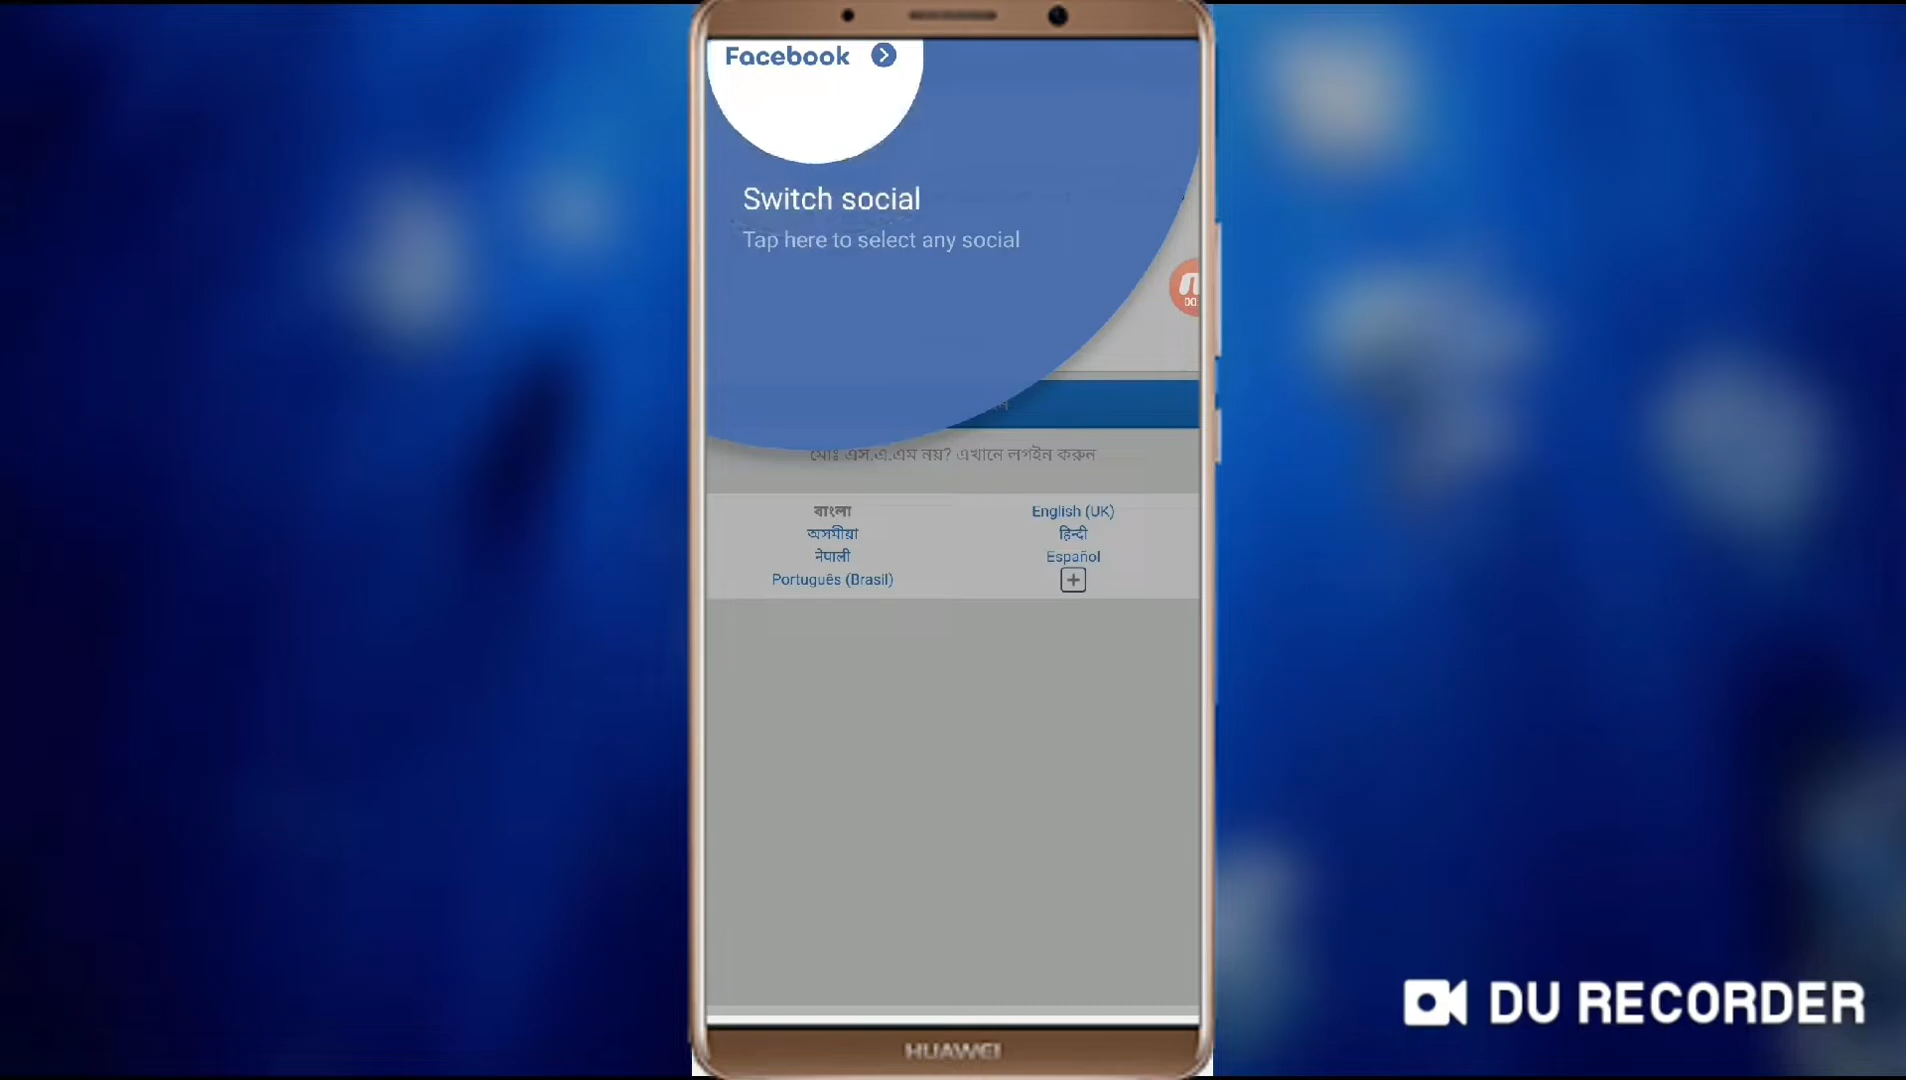 Facebook
Switch social
Tap here to select any social
00
মোঃ এস.এ.এম নয়? এখানে লগইন করুন
বাংলা
English (UK)
অসমীয়া
हिन्दी
नेपाली
Español
Português (Brasil)
HUAWEI
DU RECORDER